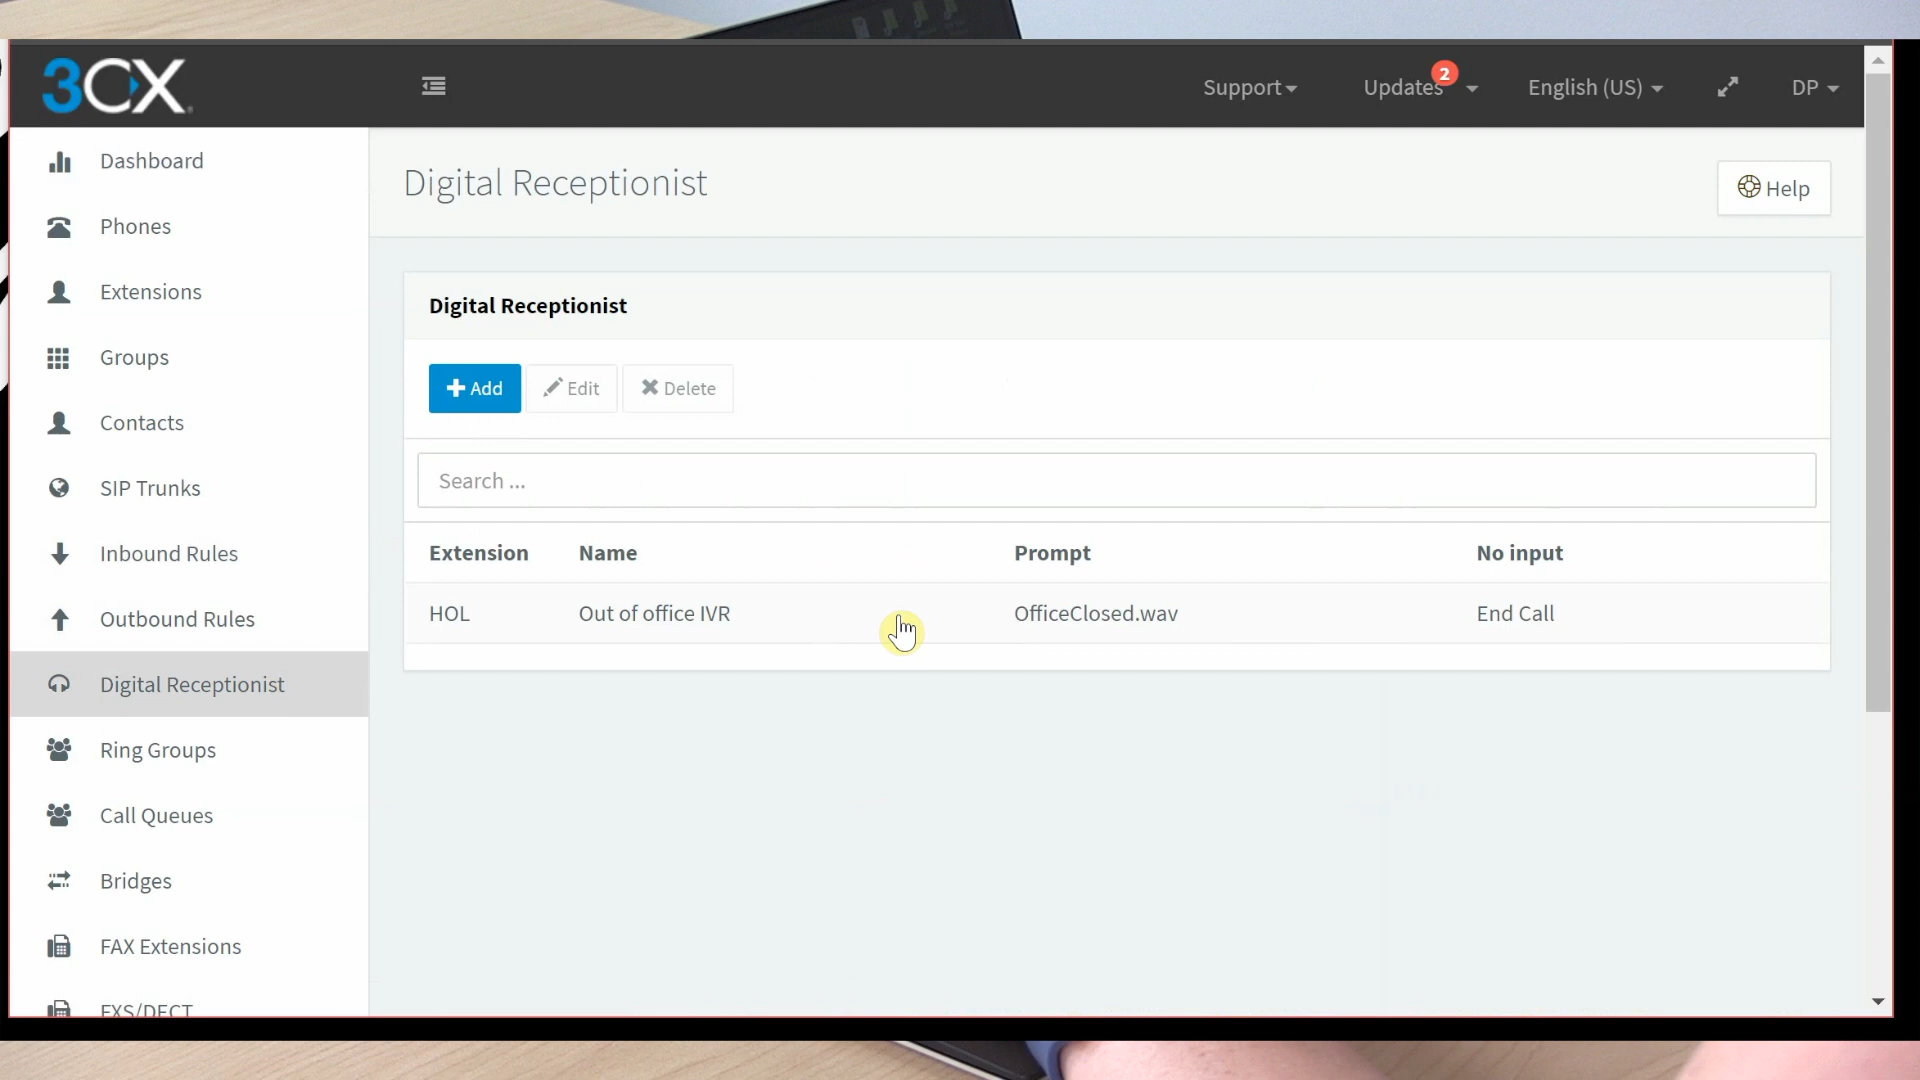 3CX
Support
Updates 2
English (US)
DP
Dashboard
Phones
Extensions
Groups
Contacts
SIP Trunks
Inbound Rules
Outbound Rules
Digital Receptionist
Ring Groups
Call Queues
Bridges
FAX Extensions
FXS/DECT
Digital Receptionist
Help
Digital Receptionist
Add Edit Delete
Search ...
Extension Name Prompt No input
HOL Out of office IVR OfficeClosed.wav End Call